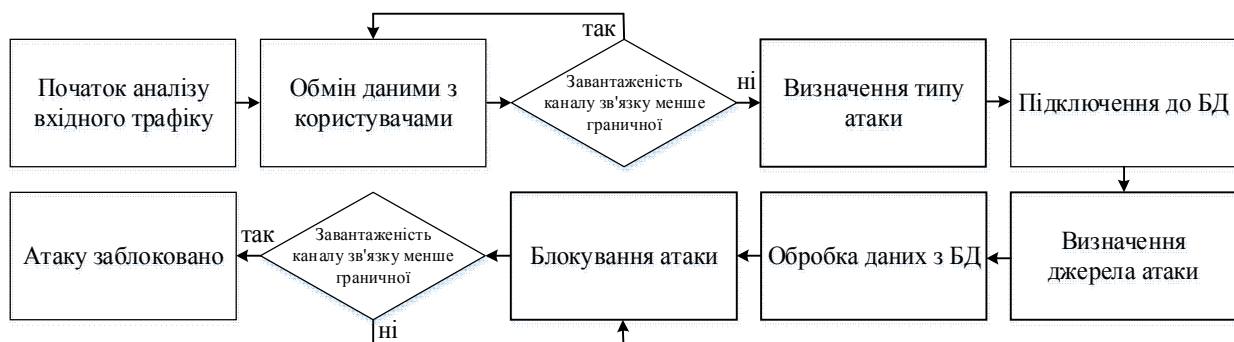 так
Початок аналізу
вхідного трафіку
Обмін даними з
користувачами
Завантаженість
каналу зв'язку менше
граничної
ні
Визначення типу
атаки
Підключення до БД
Атаку заблоковано
так
Завантаженість
каналу зв'язку менше
граничної
ні
Блокування атаки
Обробка даних з БД
Визначення
джерела атаки